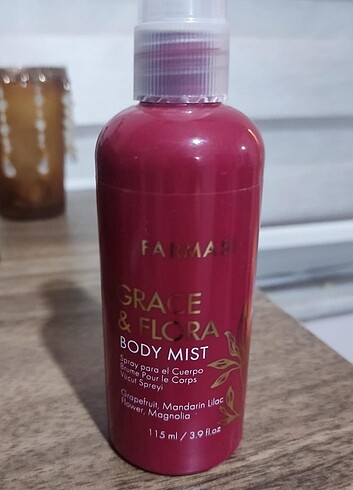 FARMASI
GRACE
& FLORA
BODY MIST
Spray para el Cuerpo
Brume Pour le Corps
Vücut Spreyi
Grapefruit, Mandarin Lilac
Flower, Magnolia
115 ml / 3.9 fl.oz